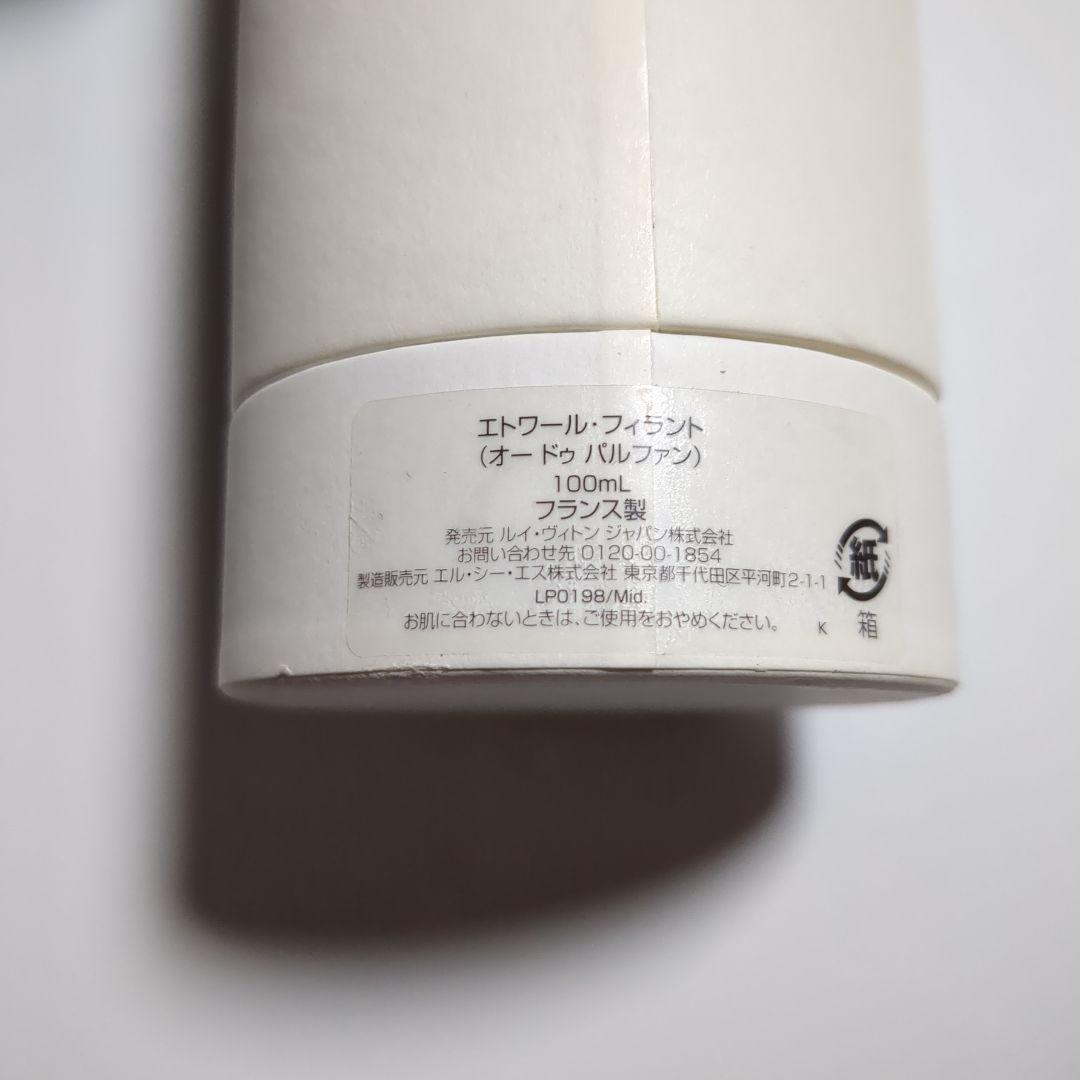 エトワール・フィラント
(オー ドゥ パルファン)
100mL
フランス製
発売元 ルイ・ヴィトン ジャパン株式会社
お問い合わせ先 0120-00-1854
製造販売元 エル・シー・エス株式会社 東京都千代田区平河町2-1-1
LP0198/Mid.
お肌に合わないときは、ご使用をおやめください。
K
紙
箱